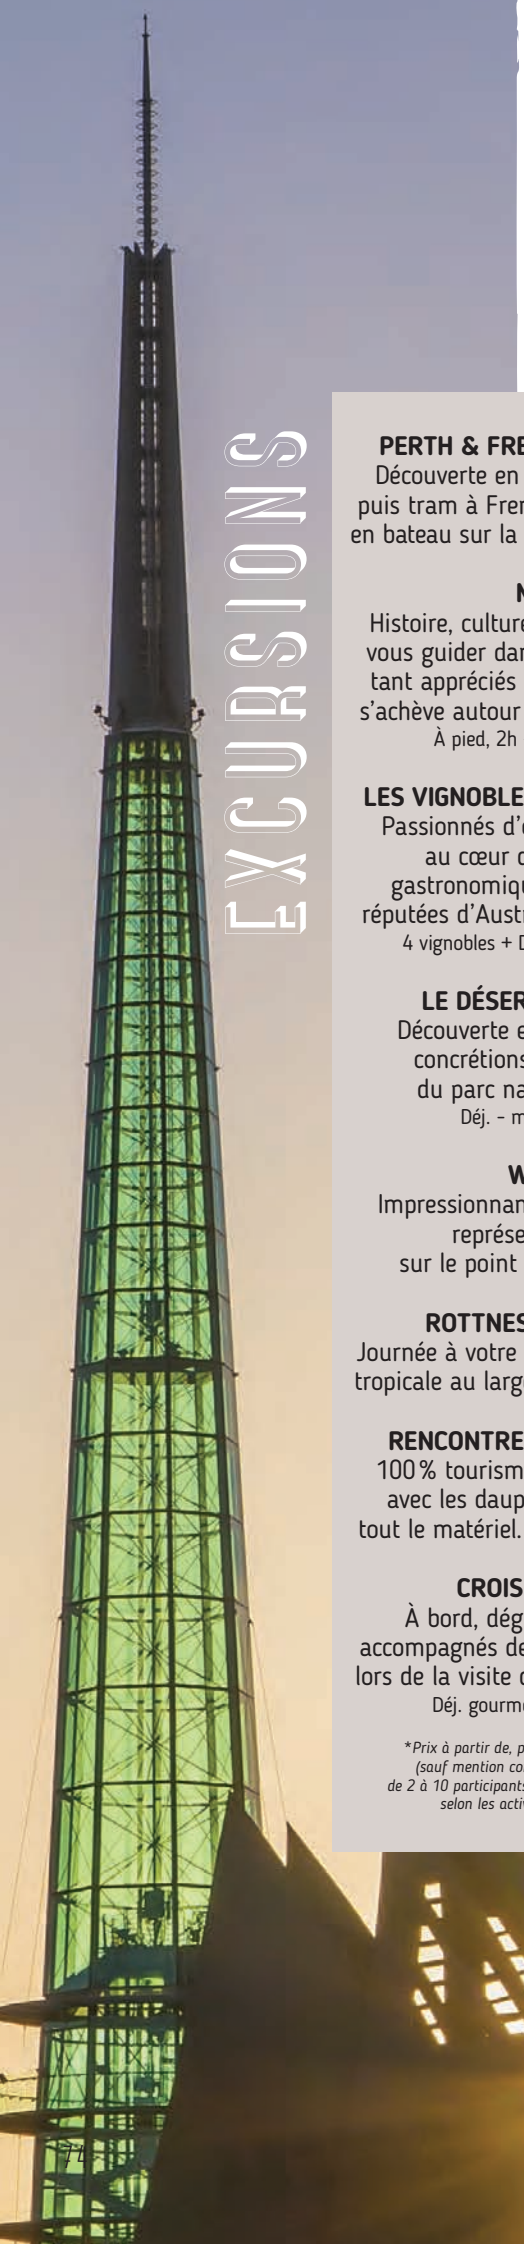 EXCURSIONS
PERTH & FRE
Découverte en
puis tram à Frem
en bateau sur la
Histoire, culture
vous guider dan
tant appréciés
s'achève autour
À pied, 2h
LES VIGNOBLE
Passionnés d'
au cœur
gastronomiqu
réputées d'Aust
4 vignobles +
LE DÉSER
Découverte e
concrétions
du parc na
Déj. - m
W
Impressionnan
représe
sur le point
ROTTNES
Journée à votre
tropicale au larg
RENCONTRE
100 % tourism
avec les daup
tout le matériel.
CROIS
À bord, dég
accompagnés de
lors de la visite
Déj. gourm
*Prix à partir de, p
(sauf mention co
de 2 à 10 participants
selon les acti